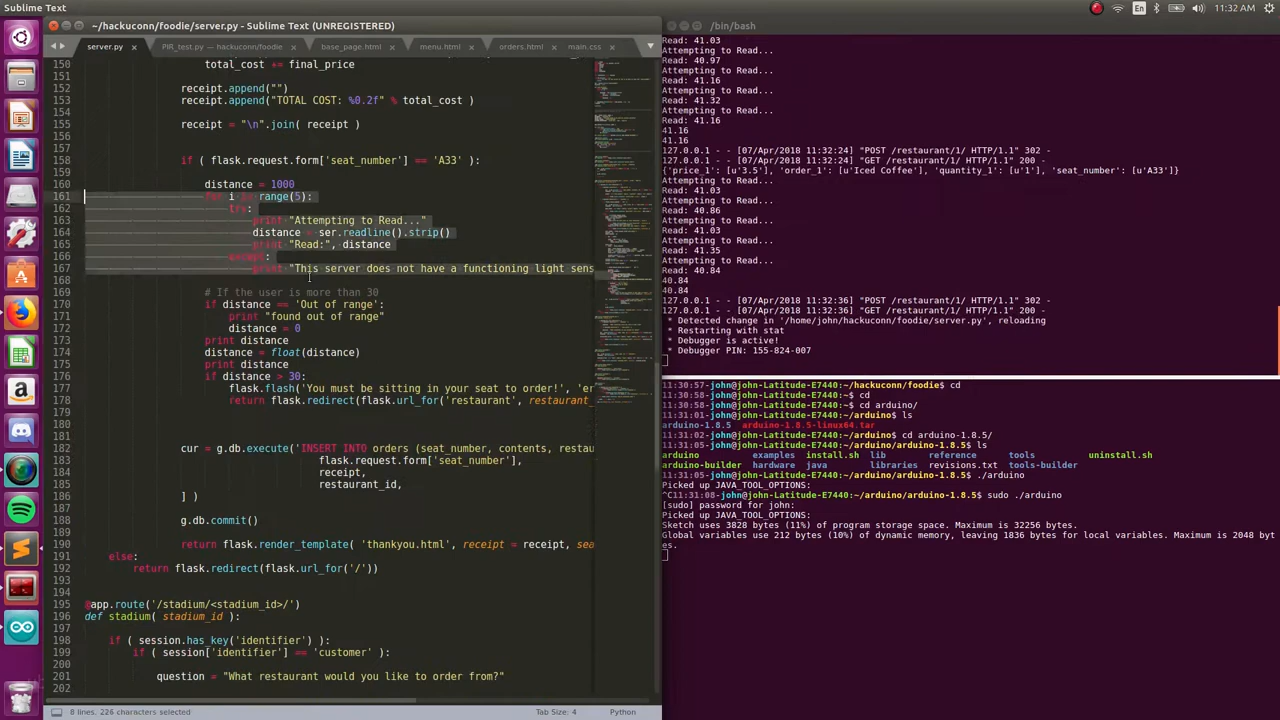 Sublime Text
En
11:32 AM
~/hackuconn/foodie/server.py - Sublime Text (UNREGISTERED)
server.py
PIR_test.py — hackuconn/foodie
base_page.html
menu.html
orders.html
main.css
150 total_cost += final_price
151
152 receipt.append("")
153 receipt.append("TOTAL COST: %0.2f" % total_cost )
154
155 receipt = "\n".join( receipt )
156
157
158 if ( flask.request.form['seat_number'] == 'A33' ):
159
160 distance = 1000
161 for i in range(5):
162 try:
163 print "Attempting to Read..."
164 distance = ser.readline().strip()
165 print "Read:", distance
166 except:
167 print "This server does not have a functioning light sens
168
169 # If the user is more than 30
170 if distance == 'Out of range':
171 print "found out of range"
172 distance = 0
173 print distance
174 distance = float(distance)
175 print distance
176 if distance > 30:
177 flask.flash('You must be sitting in your seat to order!', 'er
178 return flask.redirect(flask.url_for('restaurant', restaurant_
179
180
181
182 cur = g.db.execute('INSERT INTO orders (seat_number, contents, restau
183 flask.request.form['seat_number'],
184 receipt,
185 restaurant_id,
186 ] )
187
188 g.db.commit()
189
190 return flask.render_template( 'thankyou.html', receipt = receipt, sea
191 else:
192 return flask.redirect(flask.url_for('/'))
193
194
195 @app.route('/stadium/<stadium_id>/')
196 def stadium( stadium_id ):
197
198 if ( session.has_key('identifier') ):
199 if ( session['identifier'] == 'customer' ):
200
201 question = "What restaurant would you like to order from?"
202
8 lines, 226 characters selected
Tab Size: 4
Python
/bin/bash
Read: 41.03
Attempting to Read...
Read: 40.97
Attempting to Read...
Read: 41.16
Attempting to Read...
Read: 41.32
Attempting to Read...
Read: 41.16
41.16
41.16
127.0.0.1 - - [07/Apr/2018 11:32:24] "POST /restaurant/1/ HTTP/1.1" 302 -
127.0.0.1 - - [07/Apr/2018 11:32:24] "GET /restaurant/1/ HTTP/1.1" 200 -
{'price_1': [u'3.5'], 'order_1': [u'Iced Coffee'], 'quantity_1': [u'1'], 'seat_number': [u'A33']}
Attempting to Read...
Read: 41.03
Attempting to Read...
Read: 40.86
Attempting to Read...
Read: 41.03
Attempting to Read...
Read: 41.35
Attempting to Read...
Read: 40.84
40.84
40.84
127.0.0.1 - - [07/Apr/2018 11:32:36] "POST /restaurant/1/ HTTP/1.1" 302 -
127.0.0.1 - - [07/Apr/2018 11:32:36] "GET /restaurant/1/ HTTP/1.1" 200 -
* Detected change in '/home/john/hackuconn/foodie/server.py', reloading
* Restarting with stat
* Debugger is active!
* Debugger PIN: 155-824-007
11:30:57-john@john-Latitude-E7440:~/hackuconn/foodie$ cd
11:30:58-john@john-Latitude-E7440:~$ cd
11:30:58-john@john-Latitude-E7440:~$ cd arduino/
11:31:01-john@john-Latitude-E7440:~/arduino$ ls
arduino-1.8.5 arduino-1.8.5-linux64.tar
11:31:02-john@john-Latitude-E7440:~/arduino$ cd arduino-1.8.5/
11:31:05-john@john-Latitude-E7440:~/arduino/arduino-1.8.5$ ls
arduino examples install.sh lib reference tools uninstall.sh
arduino-builder hardware java libraries revisions.txt tools-builder
11:31:05-john@john-Latitude-E7440:~/arduino/arduino-1.8.5$ ./arduino
Picked up JAVA_TOOL_OPTIONS:
^C11:31:08-john@john-Latitude-E7440:~/arduino/arduino-1.8.5$ sudo ./arduino
[sudo] password for john:
Picked up JAVA_TOOL_OPTIONS:
Sketch uses 3828 bytes (11%) of program storage space. Maximum is 32256 bytes.
Global variables use 212 bytes (10%) of dynamic memory, leaving 1836 bytes for local variables. Maximum is 2048 byt
es.